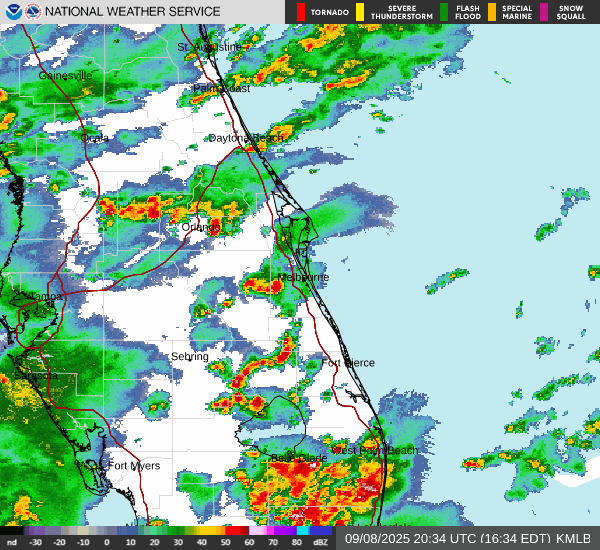 NATIONAL WEATHER SERVICE
TORNADO
SEVERE THUNDERSTORM
FLASH FLOOD
SPECIAL MARINE
SNOW SQUALL
St. Augustine
Gainesville
Palm Coast
Ocala
Daytona Beach
Orlando
Melbourne
Tampa
Sebring
Fort Pierce
West Palm Beach
Belle Glade
Fort Myers
nd -30 -20 -10 0 10 20 30 40 50 60 70 80 dBZ
09/08/2025 20:34 UTC (16:34 EDT) KMLB